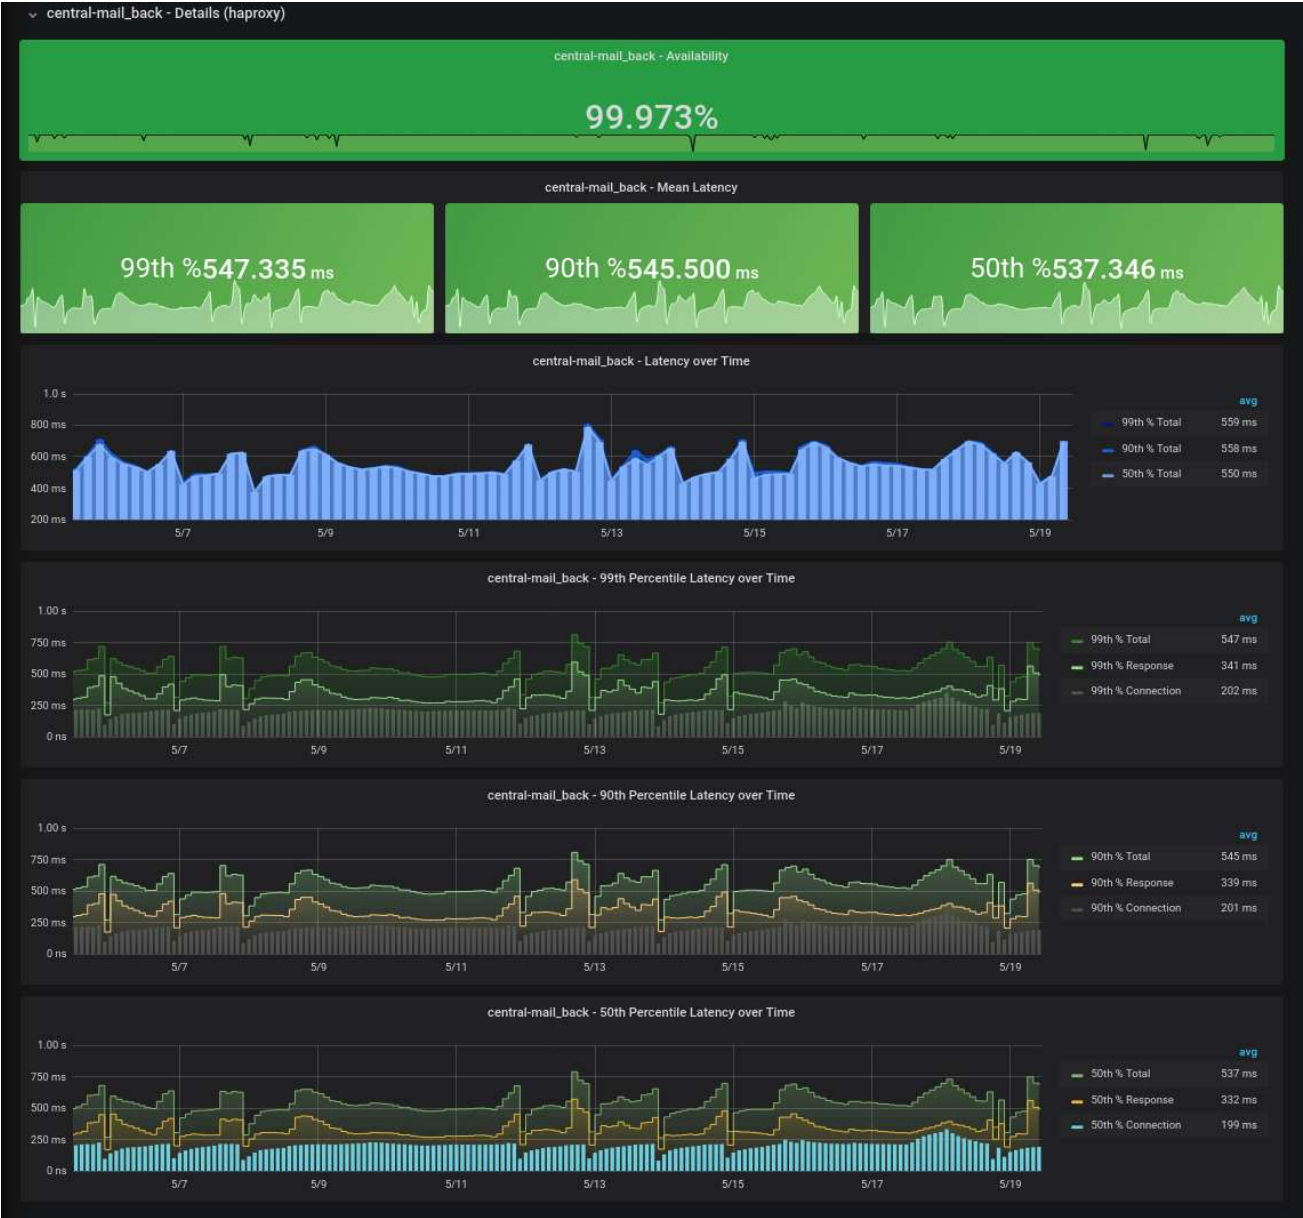 central-mail_back - Details (haproxy)
central-mail_back - Availability
99.973%
central-mail_back - Mean Latency
99th %547.335 ms
90th %545.500 ms
50th %537.346 ms
central-mail_back - Latency over Time
1.0 s
800 ms
600 ms
400 ms
200 ms
5/7 5/9 5/11 5/13 5/15 5/17 5/19
avg
99th % Total 559 ms
90th % Total 558 ms
50th % Total 550 ms
central-mail_back - 99th Percentile Latency over Time
1.00 s
750 ms
500 ms
250 ms
0 ns
5/7 5/9 5/11 5/13 5/15 5/17 5/19
avg
99th % Total 547 ms
99th % Response 341 ms
99th % Connection 202 ms
central-mail_back - 90th Percentile Latency over Time
1.00 s
750 ms
500 ms
250 ms
0 ns
5/7 5/9 5/11 5/13 5/15 5/17 5/19
avg
90th % Total 545 ms
90th % Response 339 ms
90th % Connection 201 ms
central-mail_back - 50th Percentile Latency over Time
1.00 s
750 ms
500 ms
250 ms
0 ns
5/7 5/9 5/11 5/13 5/15 5/17 5/19
avg
50th % Total 537 ms
50th % Response 332 ms
50th % Connection 199 ms